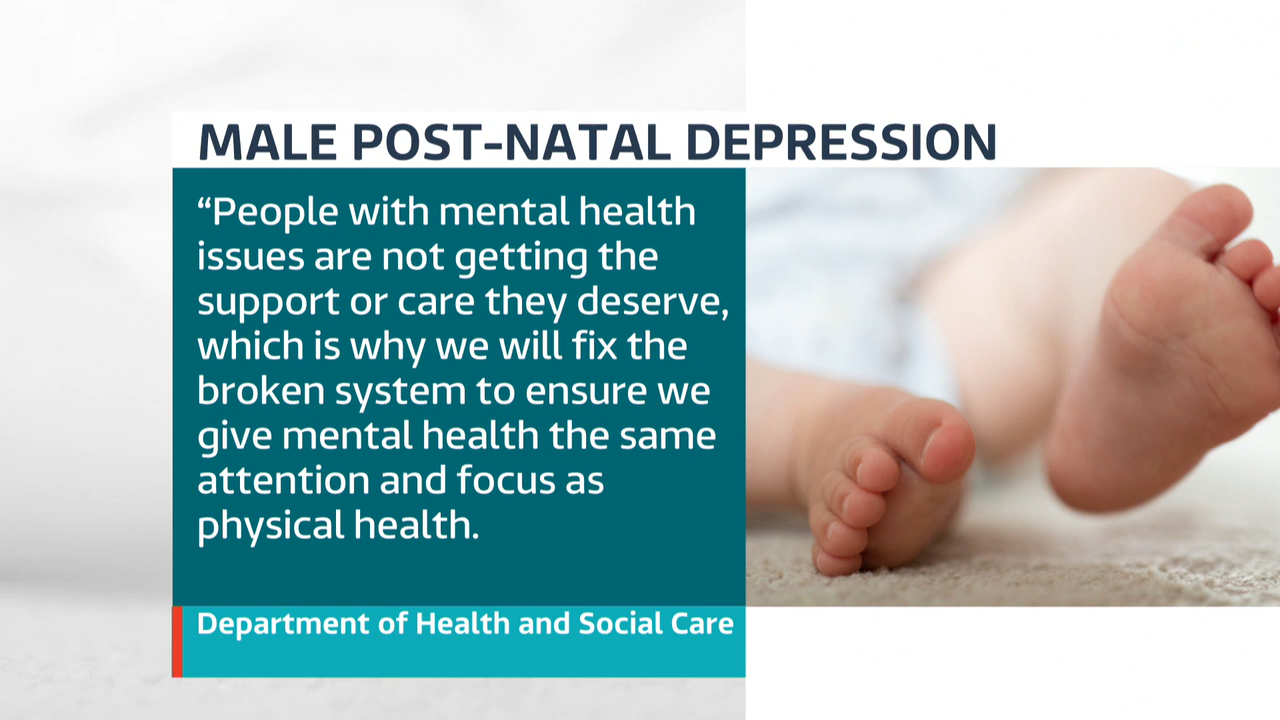 MALE POST-NATAL DEPRESSION
“People with mental health
issues are not getting the
support or care they deserve,
which is why we will fix the
broken system to ensure we
give mental health the same
attention and focus as
physical health.
Department of Health and Social Care